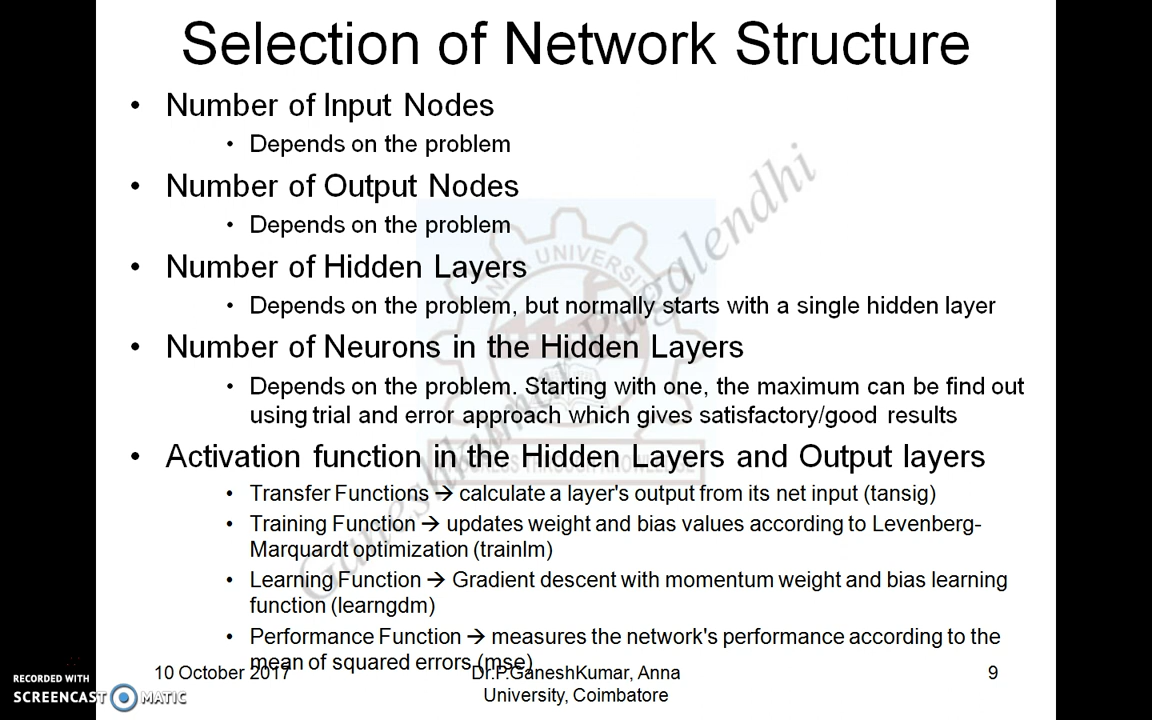 Selection of Network Structure
• Number of Input Nodes
• Depends on the problem
• Number of Output Nodes
• Depends on the problem
• Number of Hidden Layers
• Depends on the problem, but normally starts with a single hidden layer
• Number of Neurons in the Hidden Layers
• Depends on the problem. Starting with one, the maximum can be find out
using trial and error approach which gives satisfactory/good results
• Activation function in the Hidden Layers and Output layers
• Transfer Functions → calculate a layer's output from its net input (tansig)
• Training Function → updates weight and bias values according to Levenberg-
Marquardt optimization (trainlm)
• Learning Function → Gradient descent with momentum weight and bias learning
function (learngdm)
• Performance Function → measures the network's performance according to the
mean of squared errors (mse)
10 October 2017
Dr.P.GaneshKumar, Anna
University, Coimbatore
9
Ganeshkumar Pugalendhi
UNIVERSITY
KNOWLEDGE
RECORDED WITH
SCREENCAST MATIC